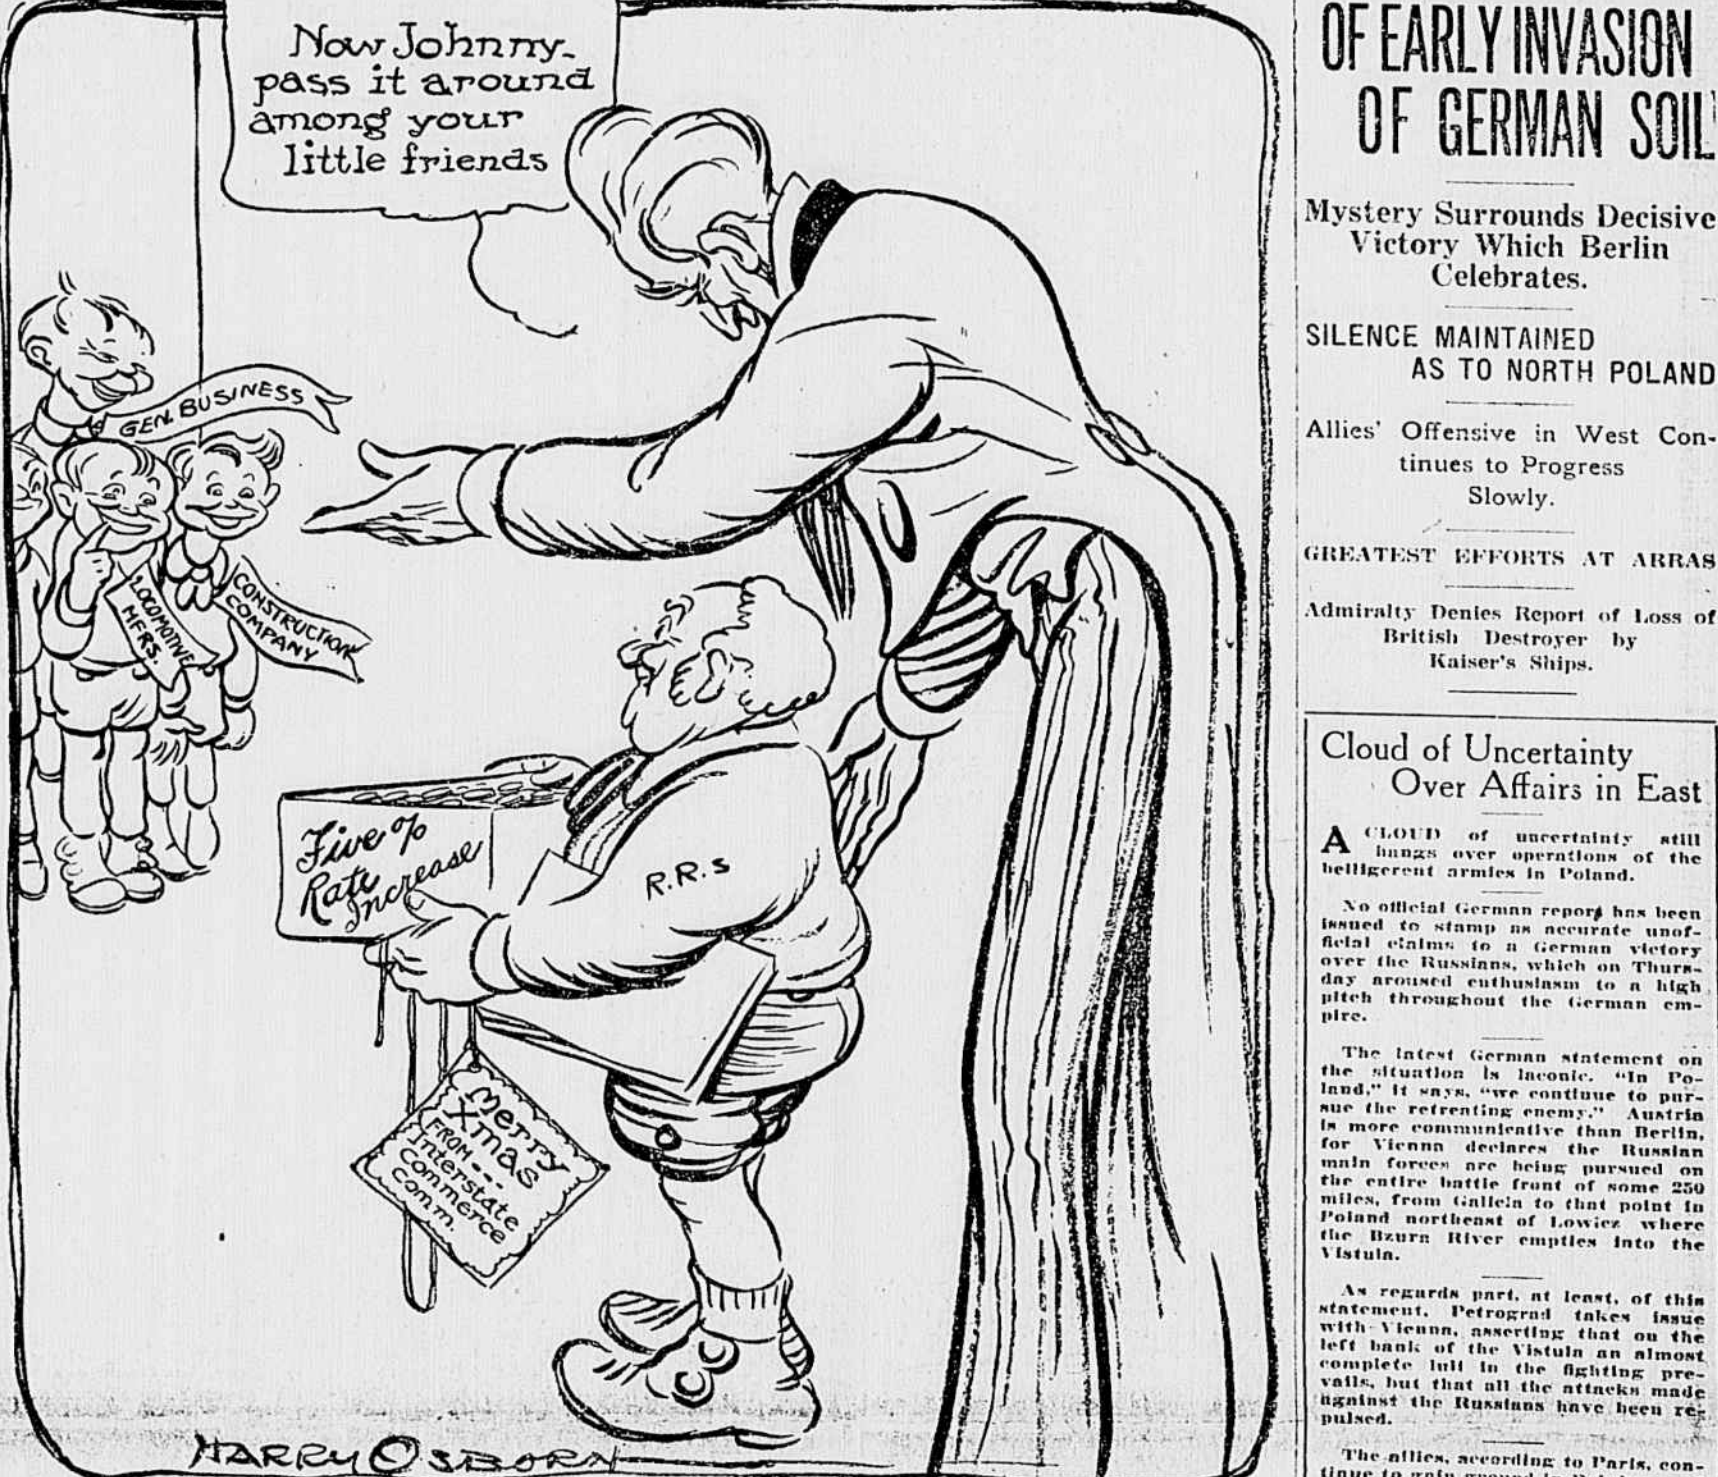 Now Johnny-
pass it around
among your
little friends
GEN. BUSINESS
LOCOMOTIVE
MFRS.
CONSTRUCTION
COMPANY
Five %
Rate
Increase
R.R.s
Merry
Xmas
FROM---
Interstate
Commerce
Comm.
HARRY OSBORN
OF EARLY INVASION
OF GERMAN SOIL
Mystery Surrounds Decisive
Victory Which Berlin
Celebrates.
SILENCE MAINTAINED
AS TO NORTH POLAND
Allies' Offensive in West Con-
tinues to Progress
Slowly.
GREATEST EFFORTS AT ARRAS
Admiralty Denies Report of Loss of
British Destroyer by
Kaiser's Ships.
Cloud of Uncertainty
Over Affairs in East
A CLOUD of uncertainty still
hangs over operations of the
belligerent armies in Poland.
No official German report has been
issued to stamp as accurate unof-
ficial claims to a German victory
over the Russians, which on Thurs-
day aroused enthusiasm to a high
pitch throughout the German em-
pire.
The latest German statement on
the situation is laconic. "In Po-
land," it says, "we continue to pur-
sue the retreating enemy." Austria
is more communicative than Berlin,
for Vienna declares the Russian
main forces are being pursued on
the entire battle front of some 250
miles, from Galicia to that point in
Poland northeast of Lowicz where
the Bzura River empties into the
Vistula.
As regards part, at least, of this
statement, Petrograd takes issue
with Vienna, asserting that on the
left bank of the Vistula an almost
complete lull in the fighting pre-
vails, but that all the attacks made
against the Russians have been re-
pulsed.
The allies, according to Paris, con-
tinue to gain ground